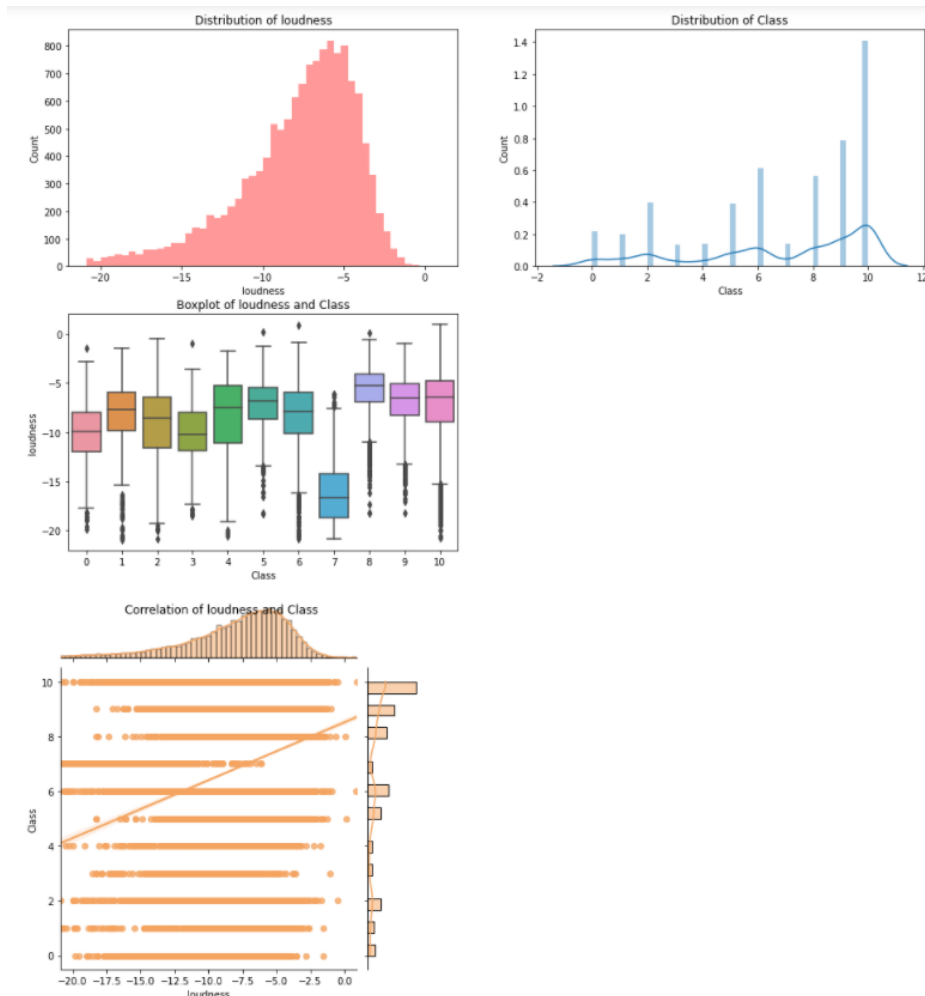 Distribution of loudness
800
700
600
500
400
300
200
100
0
Count
−20 −15 −10 −5 0
loudness
Distribution of Class
1.4
1.2
1.0
0.8
0.6
0.4
0.2
0.0
Count
−2 0 2 4 6 8 10 12
Class
Boxplot of loudness and Class
0
−5
−10
−15
−20
loudness
0 1 2 3 4 5 6 7 8 9 10
Class
Correlation of loudness and Class
10
8
6
4
2
0
Class
−20.0 −17.5 −15.0 −12.5 −10.0 −7.5 −5.0 −2.5 0.0
loudness